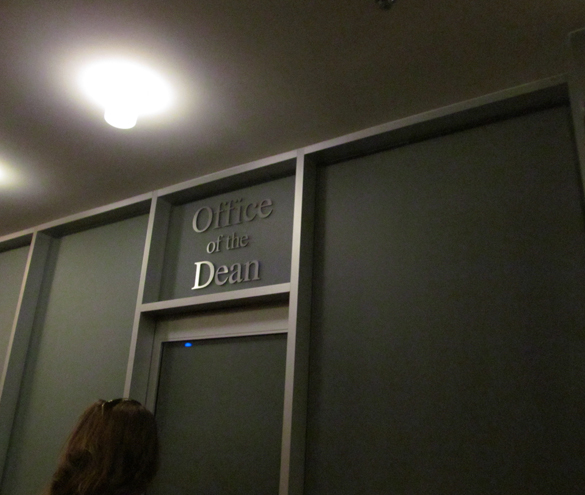 Office
of the
Dean